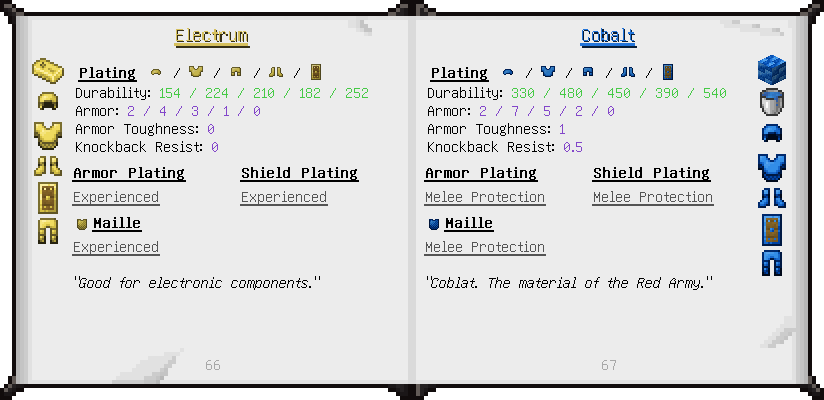 Electrum
Plating / / / /
Durability: 154 / 224 / 210 / 182 / 252
Armor: 2 / 4 / 3 / 1 / 0
Armor Toughness: 0
Knockback Resist: 0
Armor Plating Shield Plating
Experienced Experienced
Maille
Experienced
"Good for electronic components."
66
Cobalt
Plating / / / /
Durability: 330 / 480 / 450 / 390 / 540
Armor: 2 / 7 / 5 / 2 / 0
Armor Toughness: 1
Knockback Resist: 0.5
Armor Plating Shield Plating
Melee Protection Melee Protection
Maille
Melee Protection
"Coblat. The material of the Red Army."
67